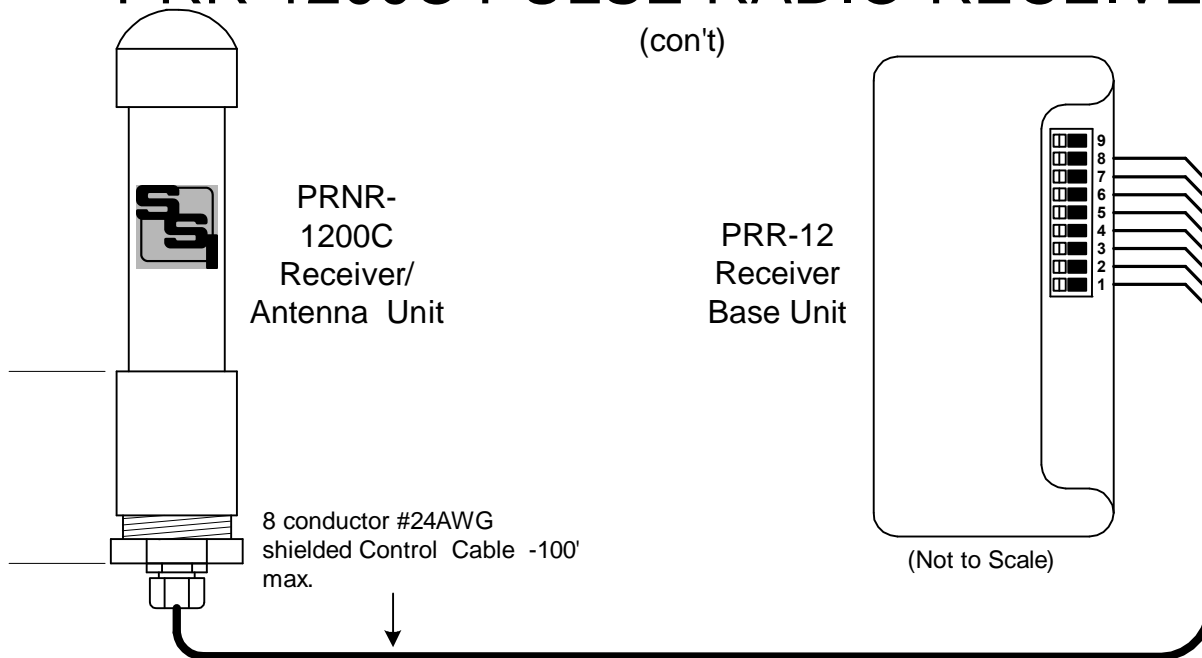 (con't)
PRNR-
1200C
Receiver/
Antenna Unit
PRR-12
Receiver
Base Unit
9
8
7
6
5
4
3
2
1
8 conductor #24AWG
shielded Control Cable -100'
max.
(Not to Scale)
SSI